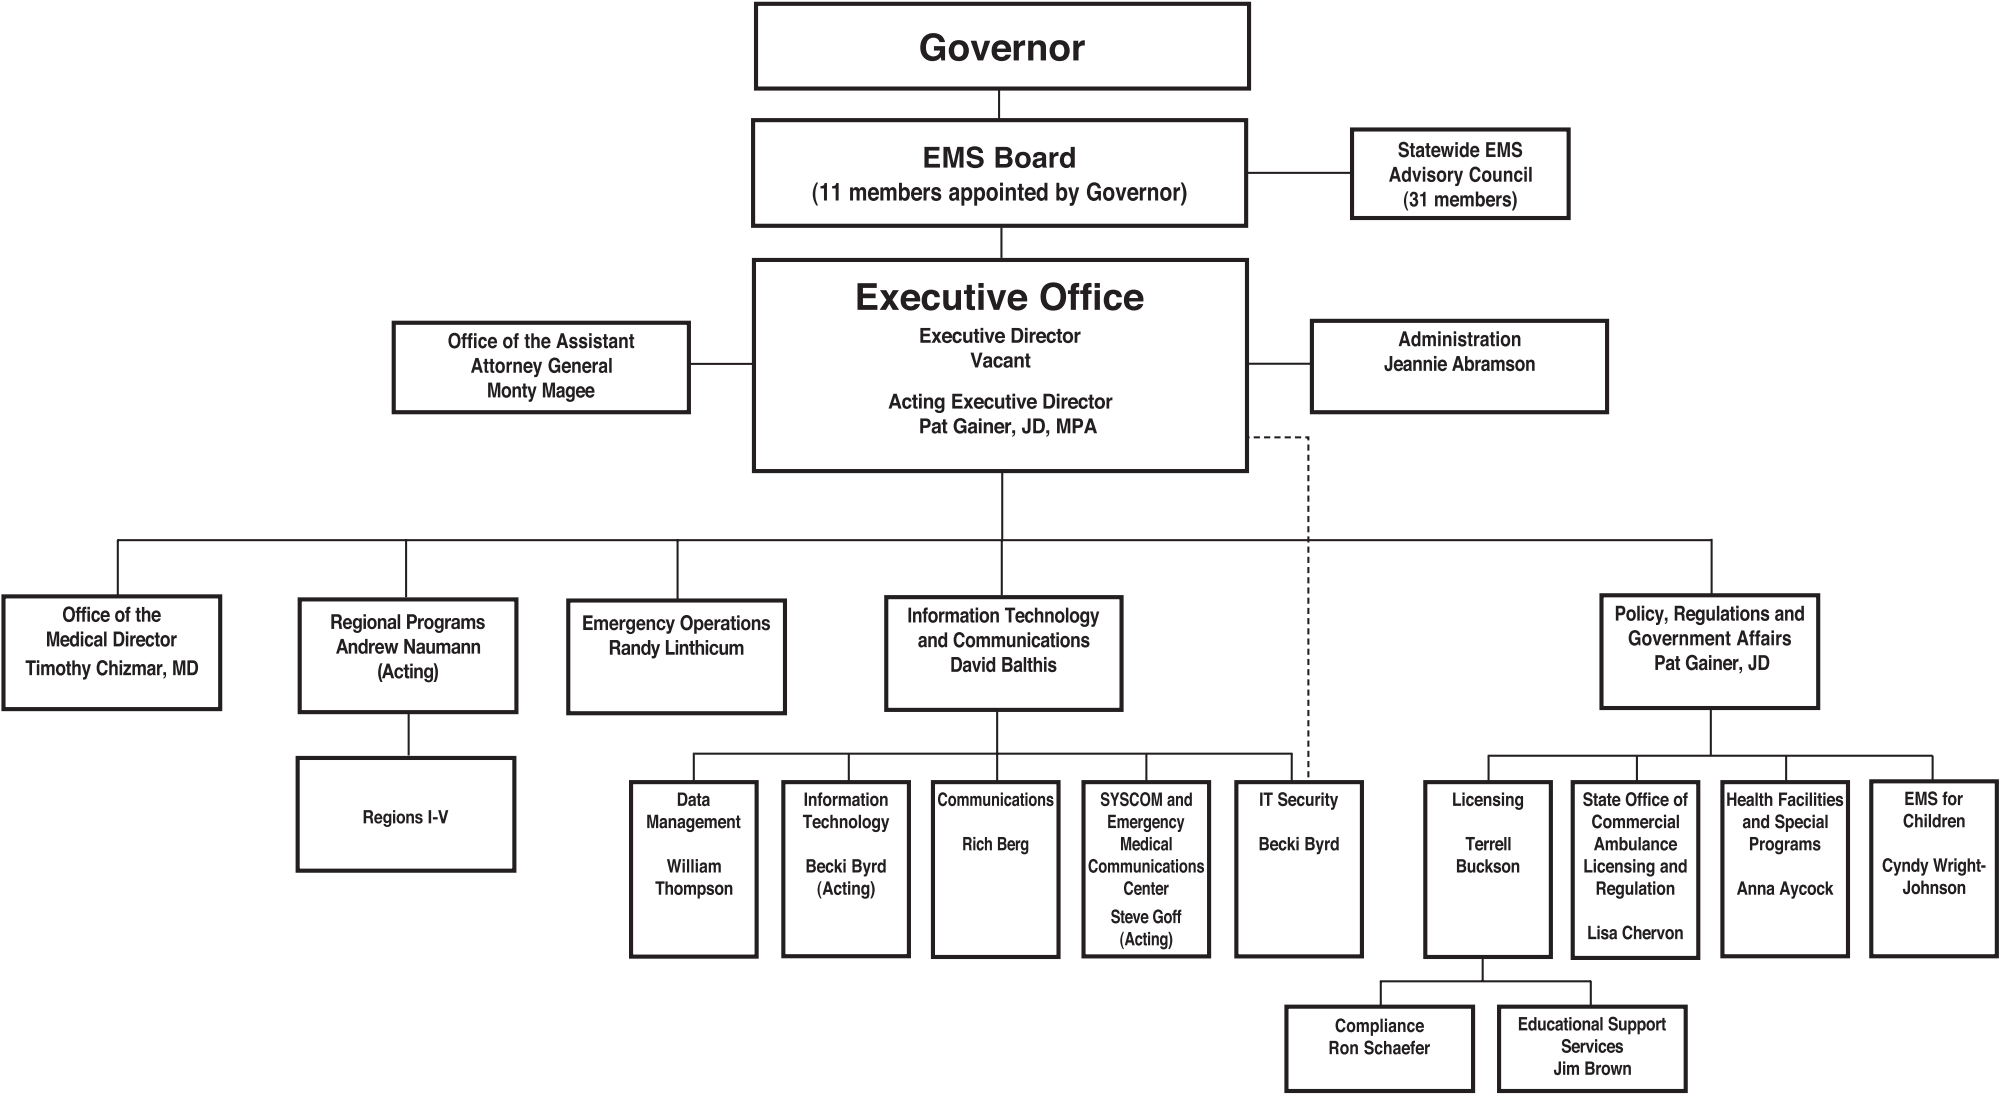 Governor
EMS Board
(11 members appointed by Governor)
Statewide EMS
Advisory Council
(31 members)
Executive Office
Executive Director
Vacant
Acting Executive Director
Pat Gainer, JD, MPA
Office of the Assistant
Attorney General
Monty Magee
Administration
Jeannie Abramson
Office of the
Medical Director
Timothy Chizmar, MD
Regional Programs
Andrew Naumann
(Acting)
Emergency Operations
Randy Linthicum
Information Technology
and Communications
David Balthis
Policy, Regulations and
Government Affairs
Pat Gainer, JD
Regions I-V
Data
Management
William
Thompson
Information
Technology
Becki Byrd
(Acting)
Communications
Rich Berg
SYSCOM and
Emergency
Medical
Communications
Center
Steve Goff
(Acting)
IT Security
Becki Byrd
Licensing
Terrell
Buckson
State Office of
Commercial
Ambulance
Licensing and
Regulation
Lisa Chervon
Health Facilities
and Special
Programs
Anna Aycock
EMS for
Children
Cyndy Wright-
Johnson
Compliance
Ron Schaefer
Educational Support
Services
Jim Brown